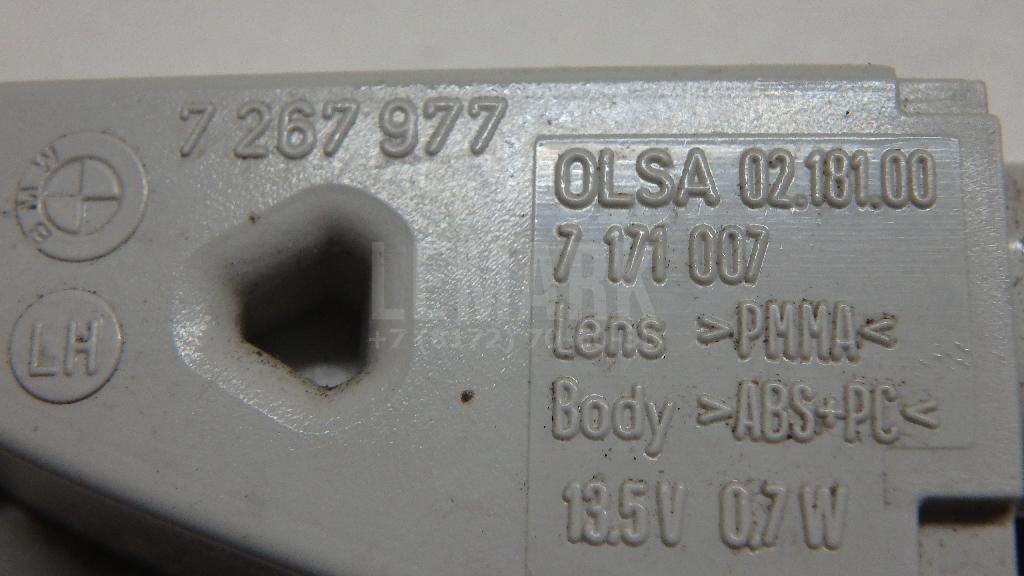 7 267 977
BMW
LH
OLSA 02.181.00
7 171 007
Lens >PMMA<
Body >ABS+PC<
13.5V 0,7W
LEMARK